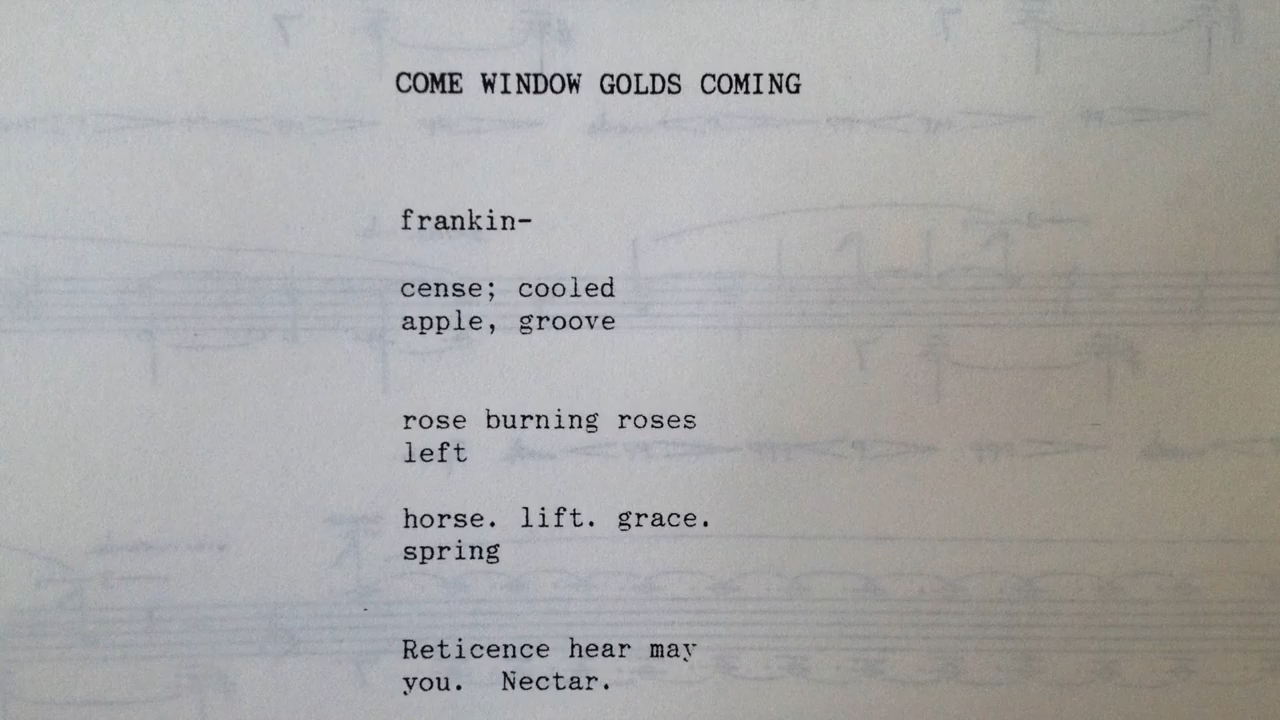 COME WINDOW GOLDS COMING
frankin-
cense; cooled
apple, groove
rose burning roses
left
horse. lift. grace.
spring
Reticence hear may
you.  Nectar.